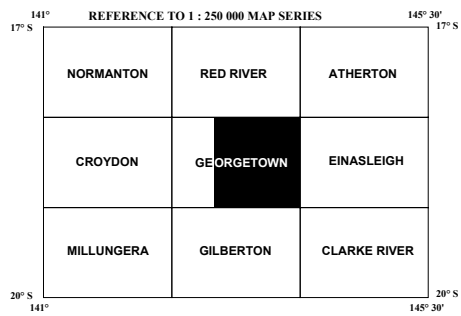 141° REFERENCE TO 1 : 250 000 MAP SERIES 145° 30'
17° S 17° S
NORMANTON RED RIVER ATHERTON
CROYDON GEORGETOWN EINASLEIGH
MILLUNGERA GILBERTON CLARKE RIVER
20° S 20° S
141° 145° 30'